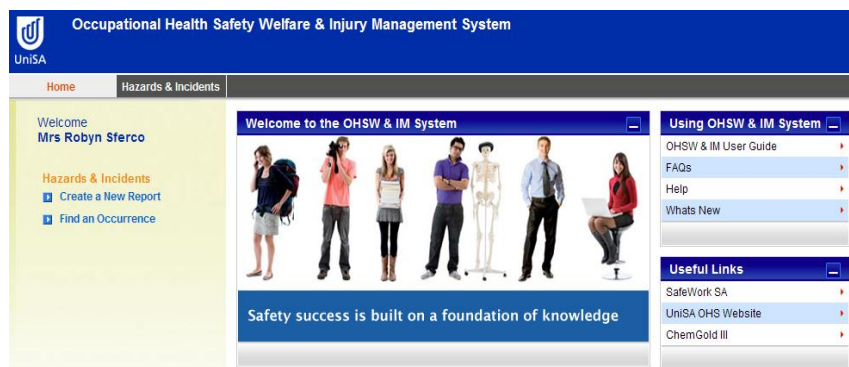 Occupational Health Safety Welfare & Injury Management System
UniSA
Home
Hazards & Incidents
Welcome
Mrs Robyn Sferco
Hazards & Incidents
Create a New Report
Find an Occurrence
Welcome to the OHSW & IM System
Safety success is built on a foundation of knowledge
Using OHSW & IM System
OHSW & IM User Guide
FAQs
Help
Whats New
Useful Links
SafeWork SA
UniSA OHS Website
ChemGold III